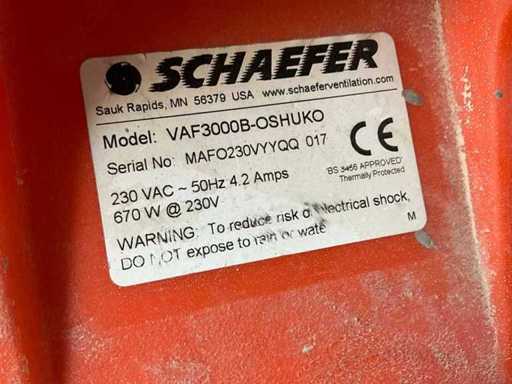 SCHAEFER
Sauk Rapids, MN 56379 USA www.schaeferventilation.com
Model: VAF3000B-OSHUKO
Serial No: MAFO230VYYQQ 017
CE
'BS 3456 APPROVED'
Thermally Protected
230 VAC ~ 50Hz 4.2 Amps
670 W @ 230V
WARNING: To reduce risk of electrical shock,
DO NOT expose to rain or wate
M